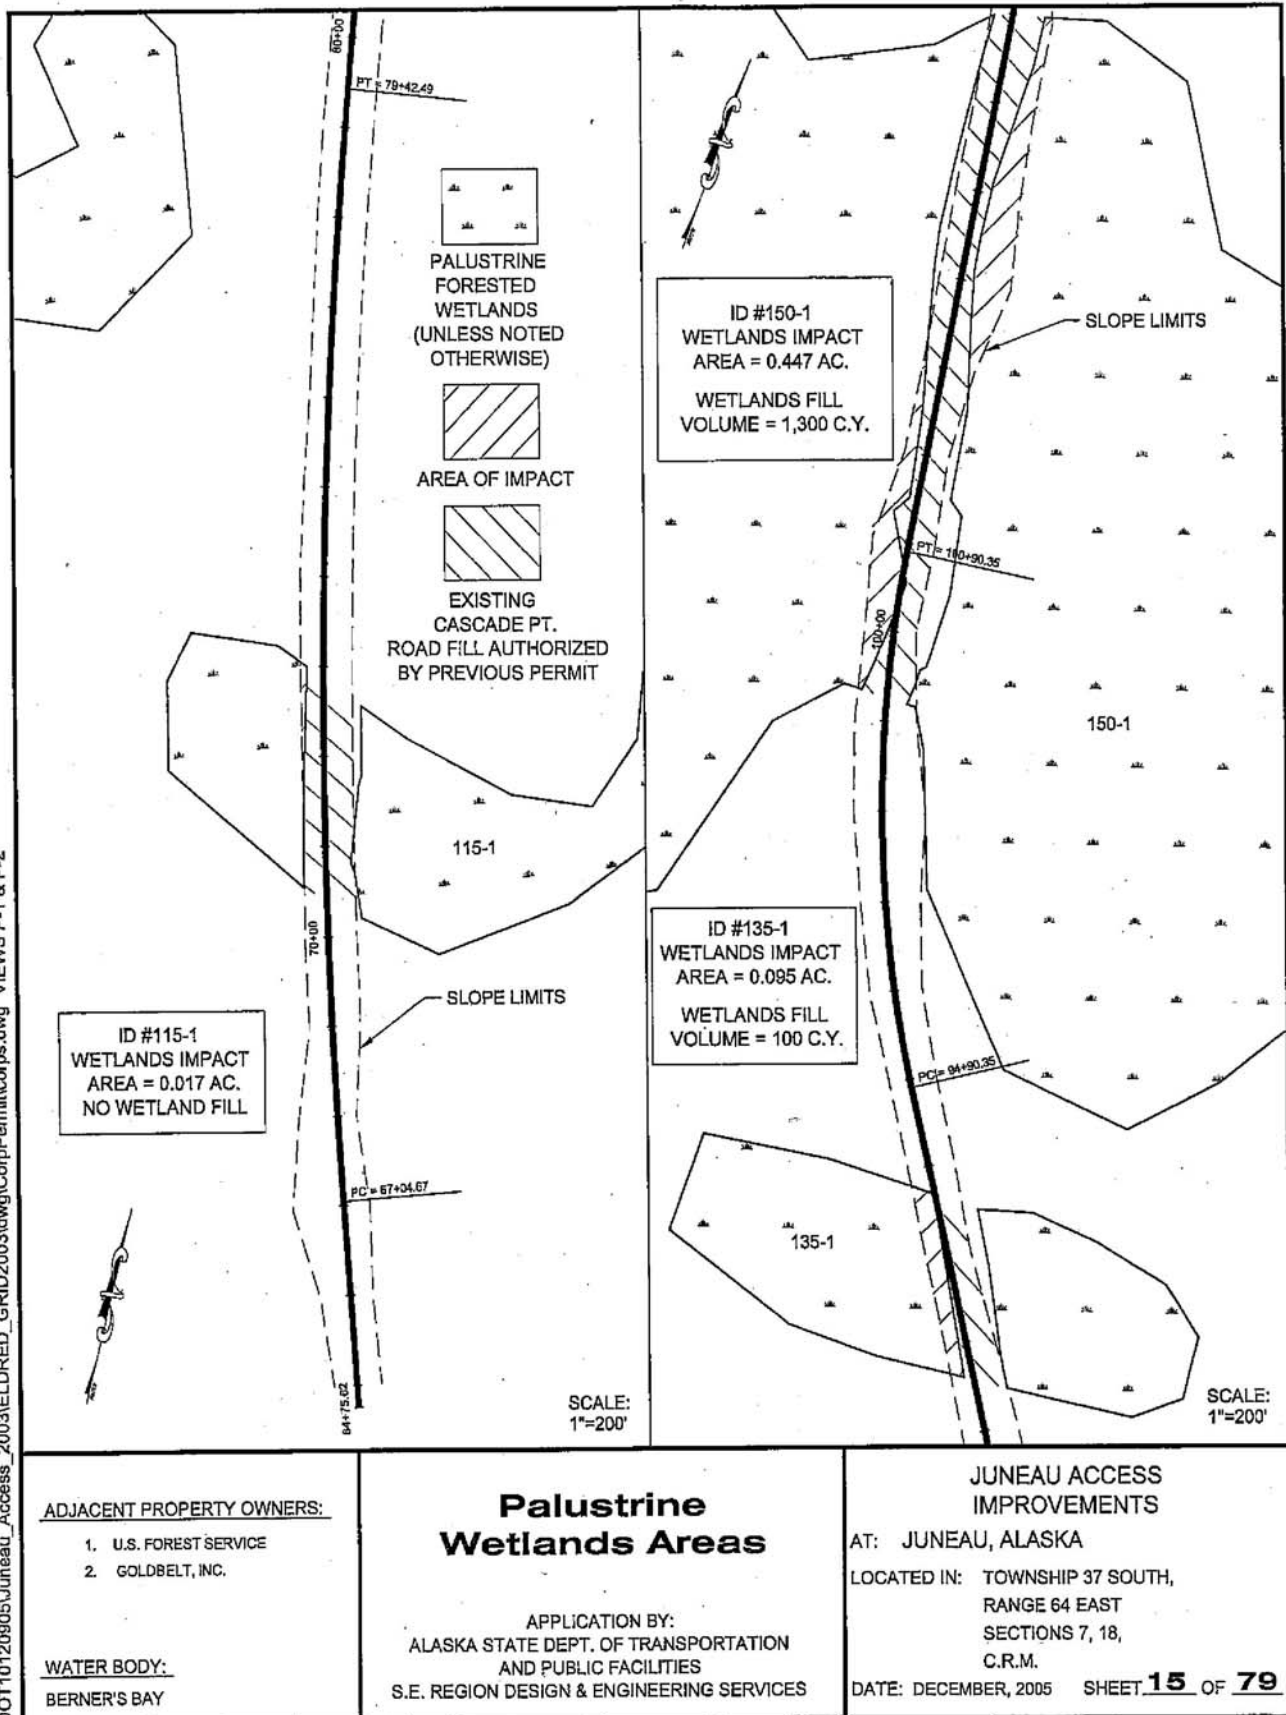 80+00
PT = 79+42.49
PALUSTRINE
FORESTED
WETLANDS
(UNLESS NOTED
OTHERWISE)
AREA OF IMPACT
EXISTING
CASCADE PT.
ROAD FILL AUTHORIZED
BY PREVIOUS PERMIT
115-1
70+00
SLOPE LIMITS
ID #115-1
WETLANDS IMPACT
AREA = 0.017 AC.
NO WETLAND FILL
PC = 67+04.67
64+75.62
SCALE:
1"=200'
ID #150-1
WETLANDS IMPACT
AREA = 0.447 AC.
WETLANDS FILL
VOLUME = 1,300 C.Y.
SLOPE LIMITS
PT = 100+90.35
100+00
150-1
ID #135-1
WETLANDS IMPACT
AREA = 0.095 AC.
WETLANDS FILL
VOLUME = 100 C.Y.
PC = 94+90.35
135-1
SCALE:
1"=200'
ADJACENT PROPERTY OWNERS:
1. U.S. FOREST SERVICE
2. GOLDBELT, INC.
WATER BODY:
BERNER'S BAY
Palustrine
Wetlands Areas
APPLICATION BY:
ALASKA STATE DEPT. OF TRANSPORTATION
AND PUBLIC FACILITIES
S.E. REGION DESIGN & ENGINEERING SERVICES
JUNEAU ACCESS
IMPROVEMENTS
AT: JUNEAU, ALASKA
LOCATED IN: TOWNSHIP 37 SOUTH,
RANGE 64 EAST
SECTIONS 7, 18,
C.R.M.
DATE: DECEMBER, 2005 SHEET 15 OF 79